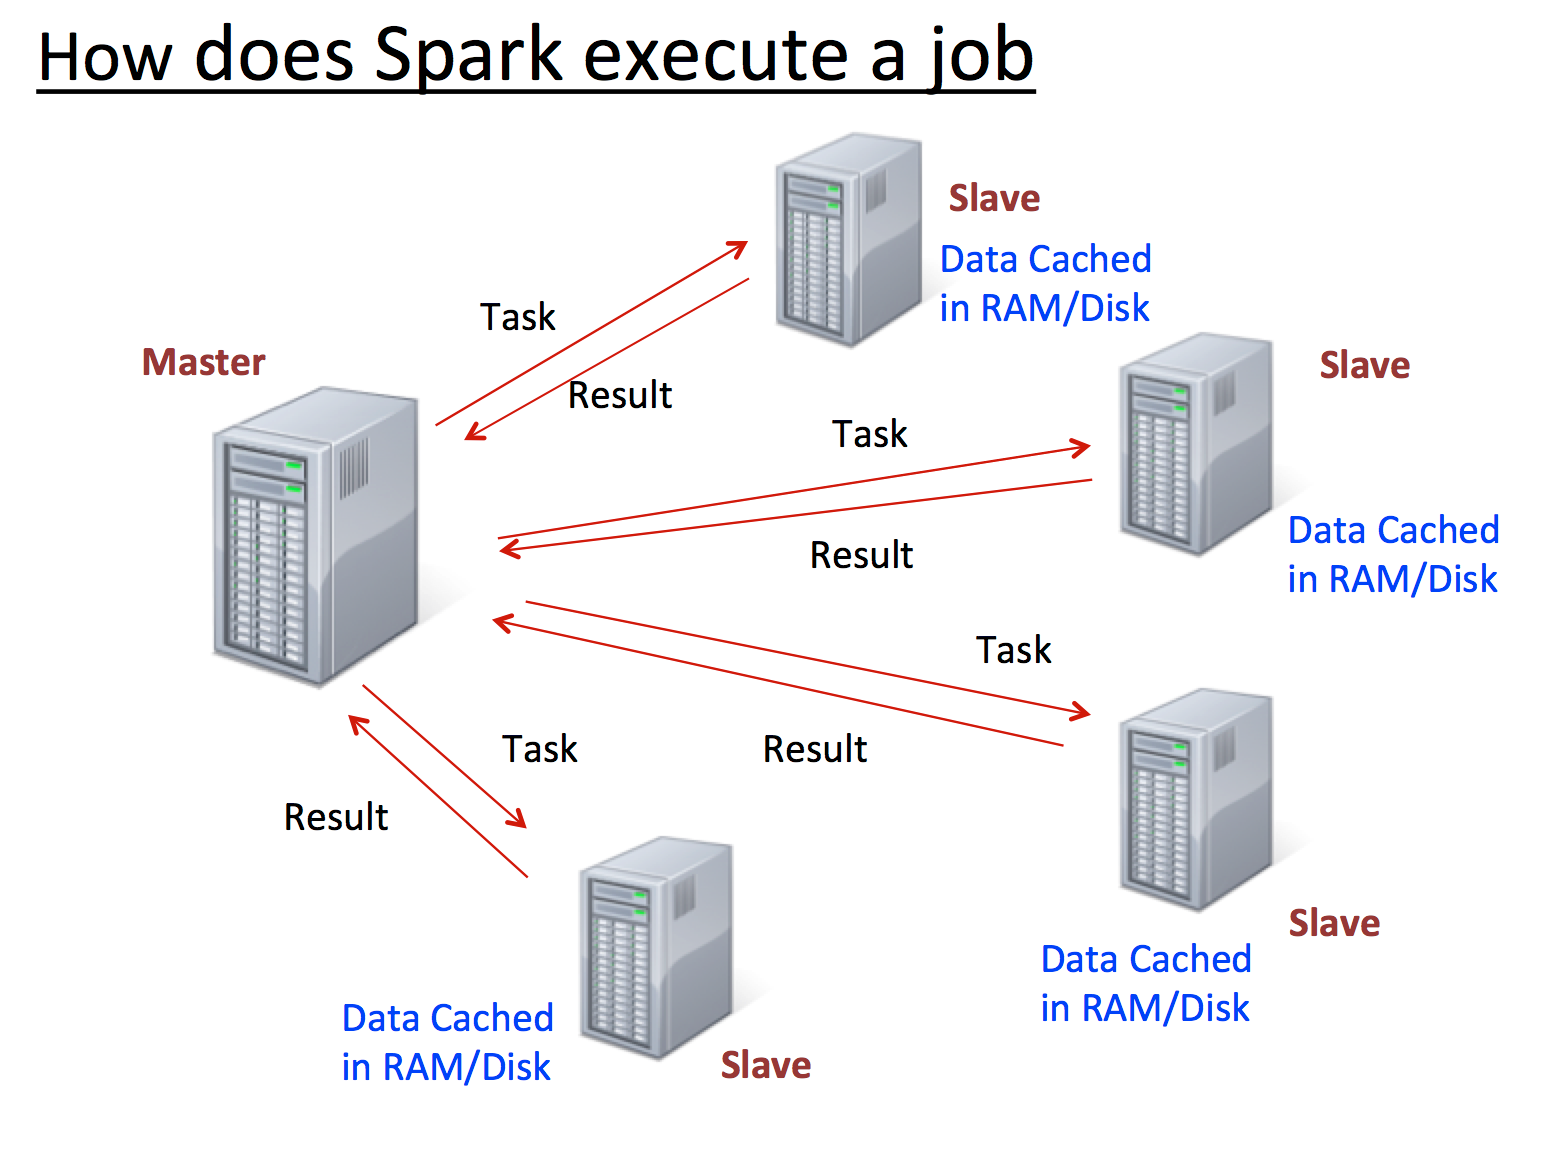 How does Spark execute a job
Slave
Data Cached
in RAM/Disk
Task
Master
Result
Slave
Task
Data Cached
in RAM/Disk
Result
Task
Task
Result
Result
Slave
Data Cached
in RAM/Disk
Data Cached
in RAM/Disk
Slave